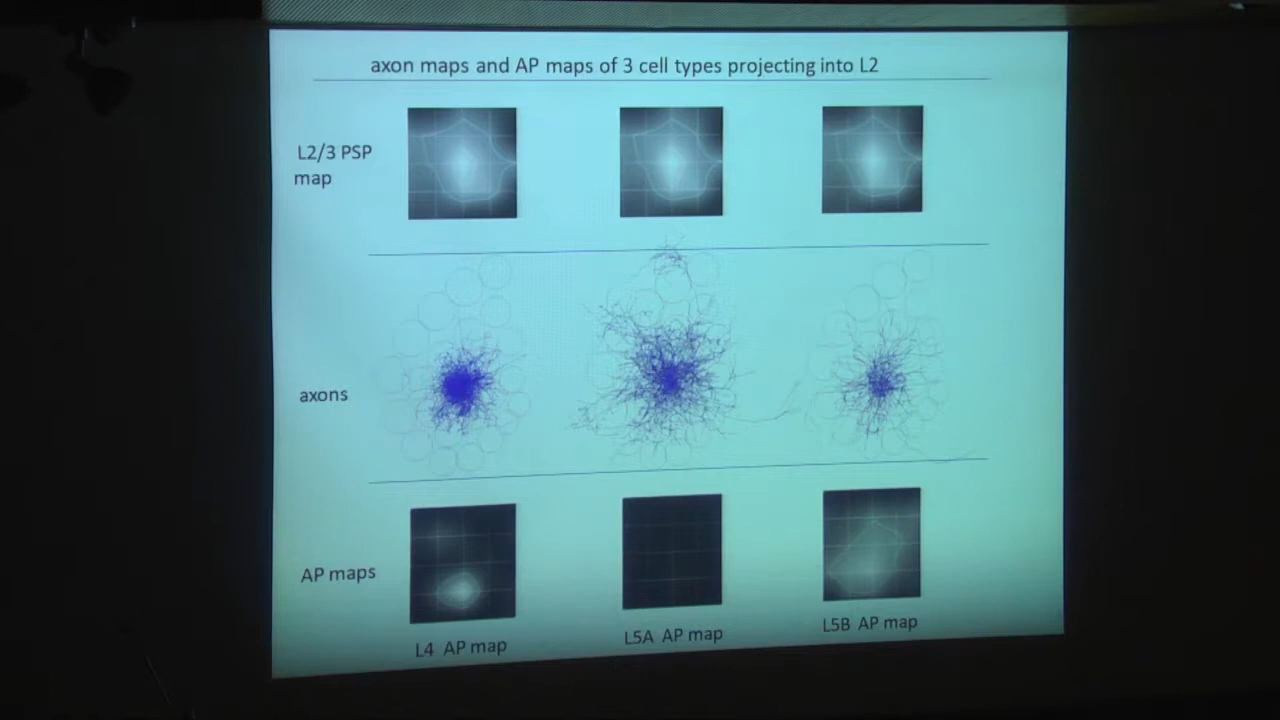 axon maps and AP maps of 3 cell types projecting into L2
L2/3 PSP
map
axons
AP maps
L4 AP map
L5A AP map
L5B AP map